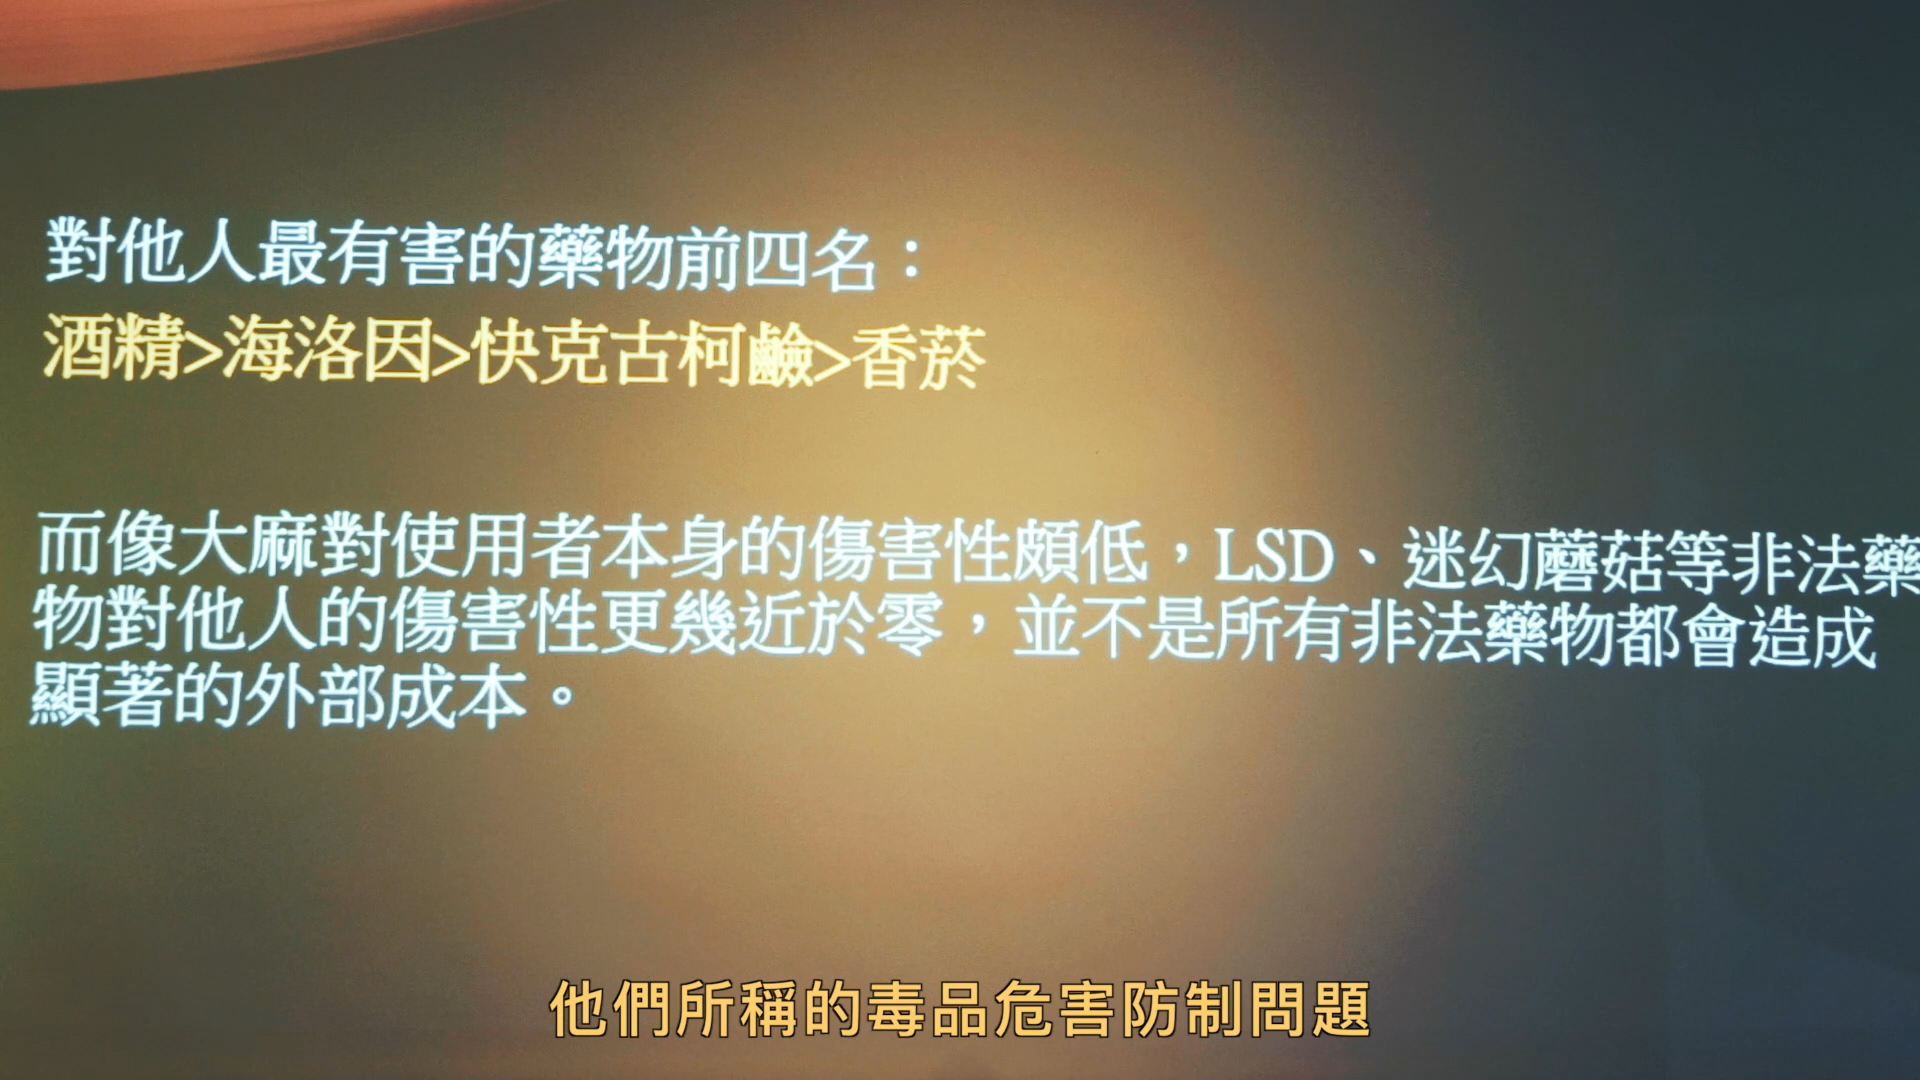 對他人最有害的藥物前四名：
酒精>海洛因>快克古柯鹼>香菸
而像大麻對使用者本身的傷害性頗低，LSD、迷幻蘑菇等非法藥
物對他人的傷害性更幾近於零，並不是所有非法藥物都會造成
顯著的外部成本。
他們所稱的毒品危害防制問題